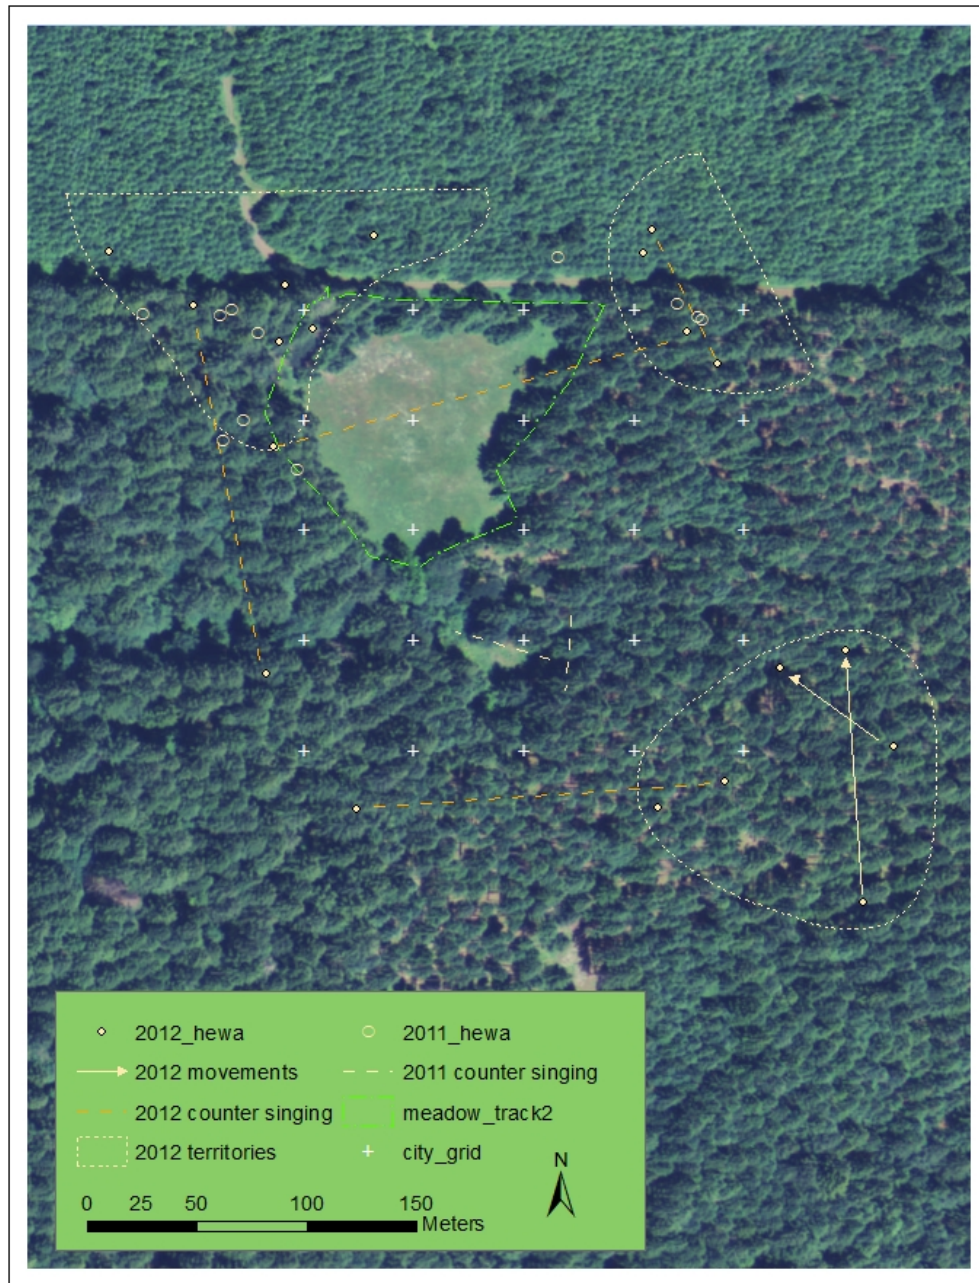 2012_hewa 2011_hewa
2012 movements 2011 counter singing
2012 counter singing meadow_track2
2012 territories city_grid
N
0 25 50 100 150
Meters